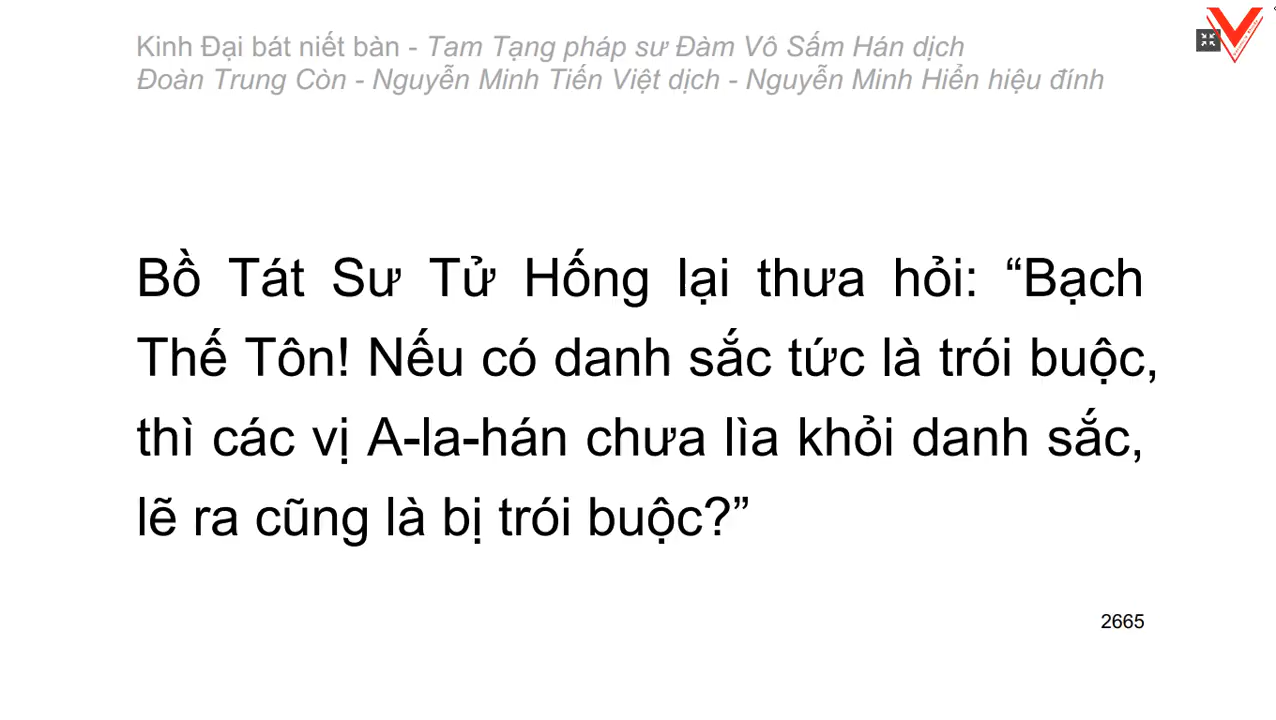 Kinh Đại bát niết bàn - Tam Tạng pháp sư Đàm Vô Sấm Hán dịch
Đoàn Trung Còn - Nguyễn Minh Tiến Việt dịch - Nguyễn Minh Hiển hiệu đính
Bồ Tát Sư Tử Hống lại thưa hỏi: “Bạch
Thế Tôn! Nếu có danh sắc tức là trói buộc,
thì các vị A-la-hán chưa lìa khỏi danh sắc,
lẽ ra cũng là bị trói buộc?”
2665